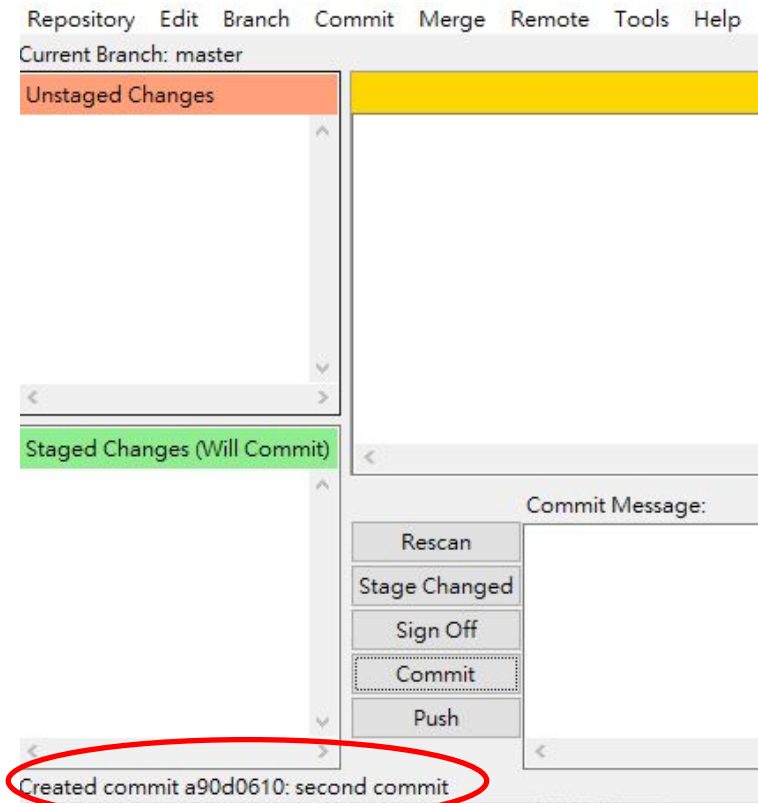 Repository Edit Branch Commit Merge Remote Tools Help
Current Branch: master
Unstaged Changes
Staged Changes (Will Commit)
Commit Message:
Rescan
Stage Changed
Sign Off
Commit
Push
Created commit a90d0610: second commit